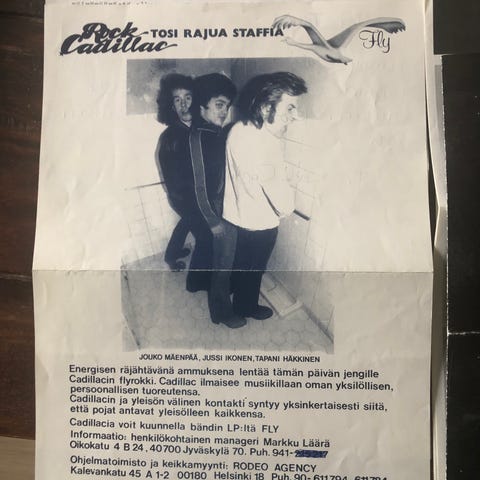 Rock
Cadillac
TOSI RAJUA STAFFIA
Fly
JOUKO MÄENPÄÄ, JUSSI IKONEN, TAPANI HÄKKINEN
Energisen räjähtävänä ammuksena lentää tämän päivän jengille
Cadillacin flyrokki. Cadillac ilmaisee musiikillaan oman yksilöllisen,
persoonallisen tuoreutensa.
Cadillacin ja yleisön välinen kontakti syntyy yksinkertaisesti siitä,
että pojat antavat yleisölleen kaikkensa.
Cadillacia voit kuunnella bändin LP:ltä FLY
Informaatio: henkilökohtainen manageri Markku Läärä
Oikokatu 4 B 24, 40700 Jyväskylä 70. Puh. 941-
Ohjelmatoimisto ja keikkamyynti: RODEO AGENCY
Kalevankatu 45 A 1-2 00180 Helsinki 18 Puh. 90-611794, 611784